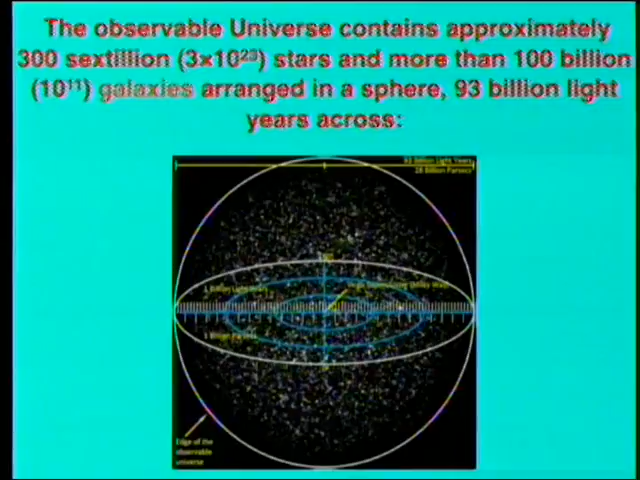 The observable Universe contains approximately
300 sextillion (3x10²³) stars and more than 100 billion
(10¹¹) galaxies arranged in a sphere, 93 billion light
years across:
93 Billion Light Years
28 Billion Parsecs
1 Billion Light Years
1 Billion Parsecs
Edge of the
observable
universe